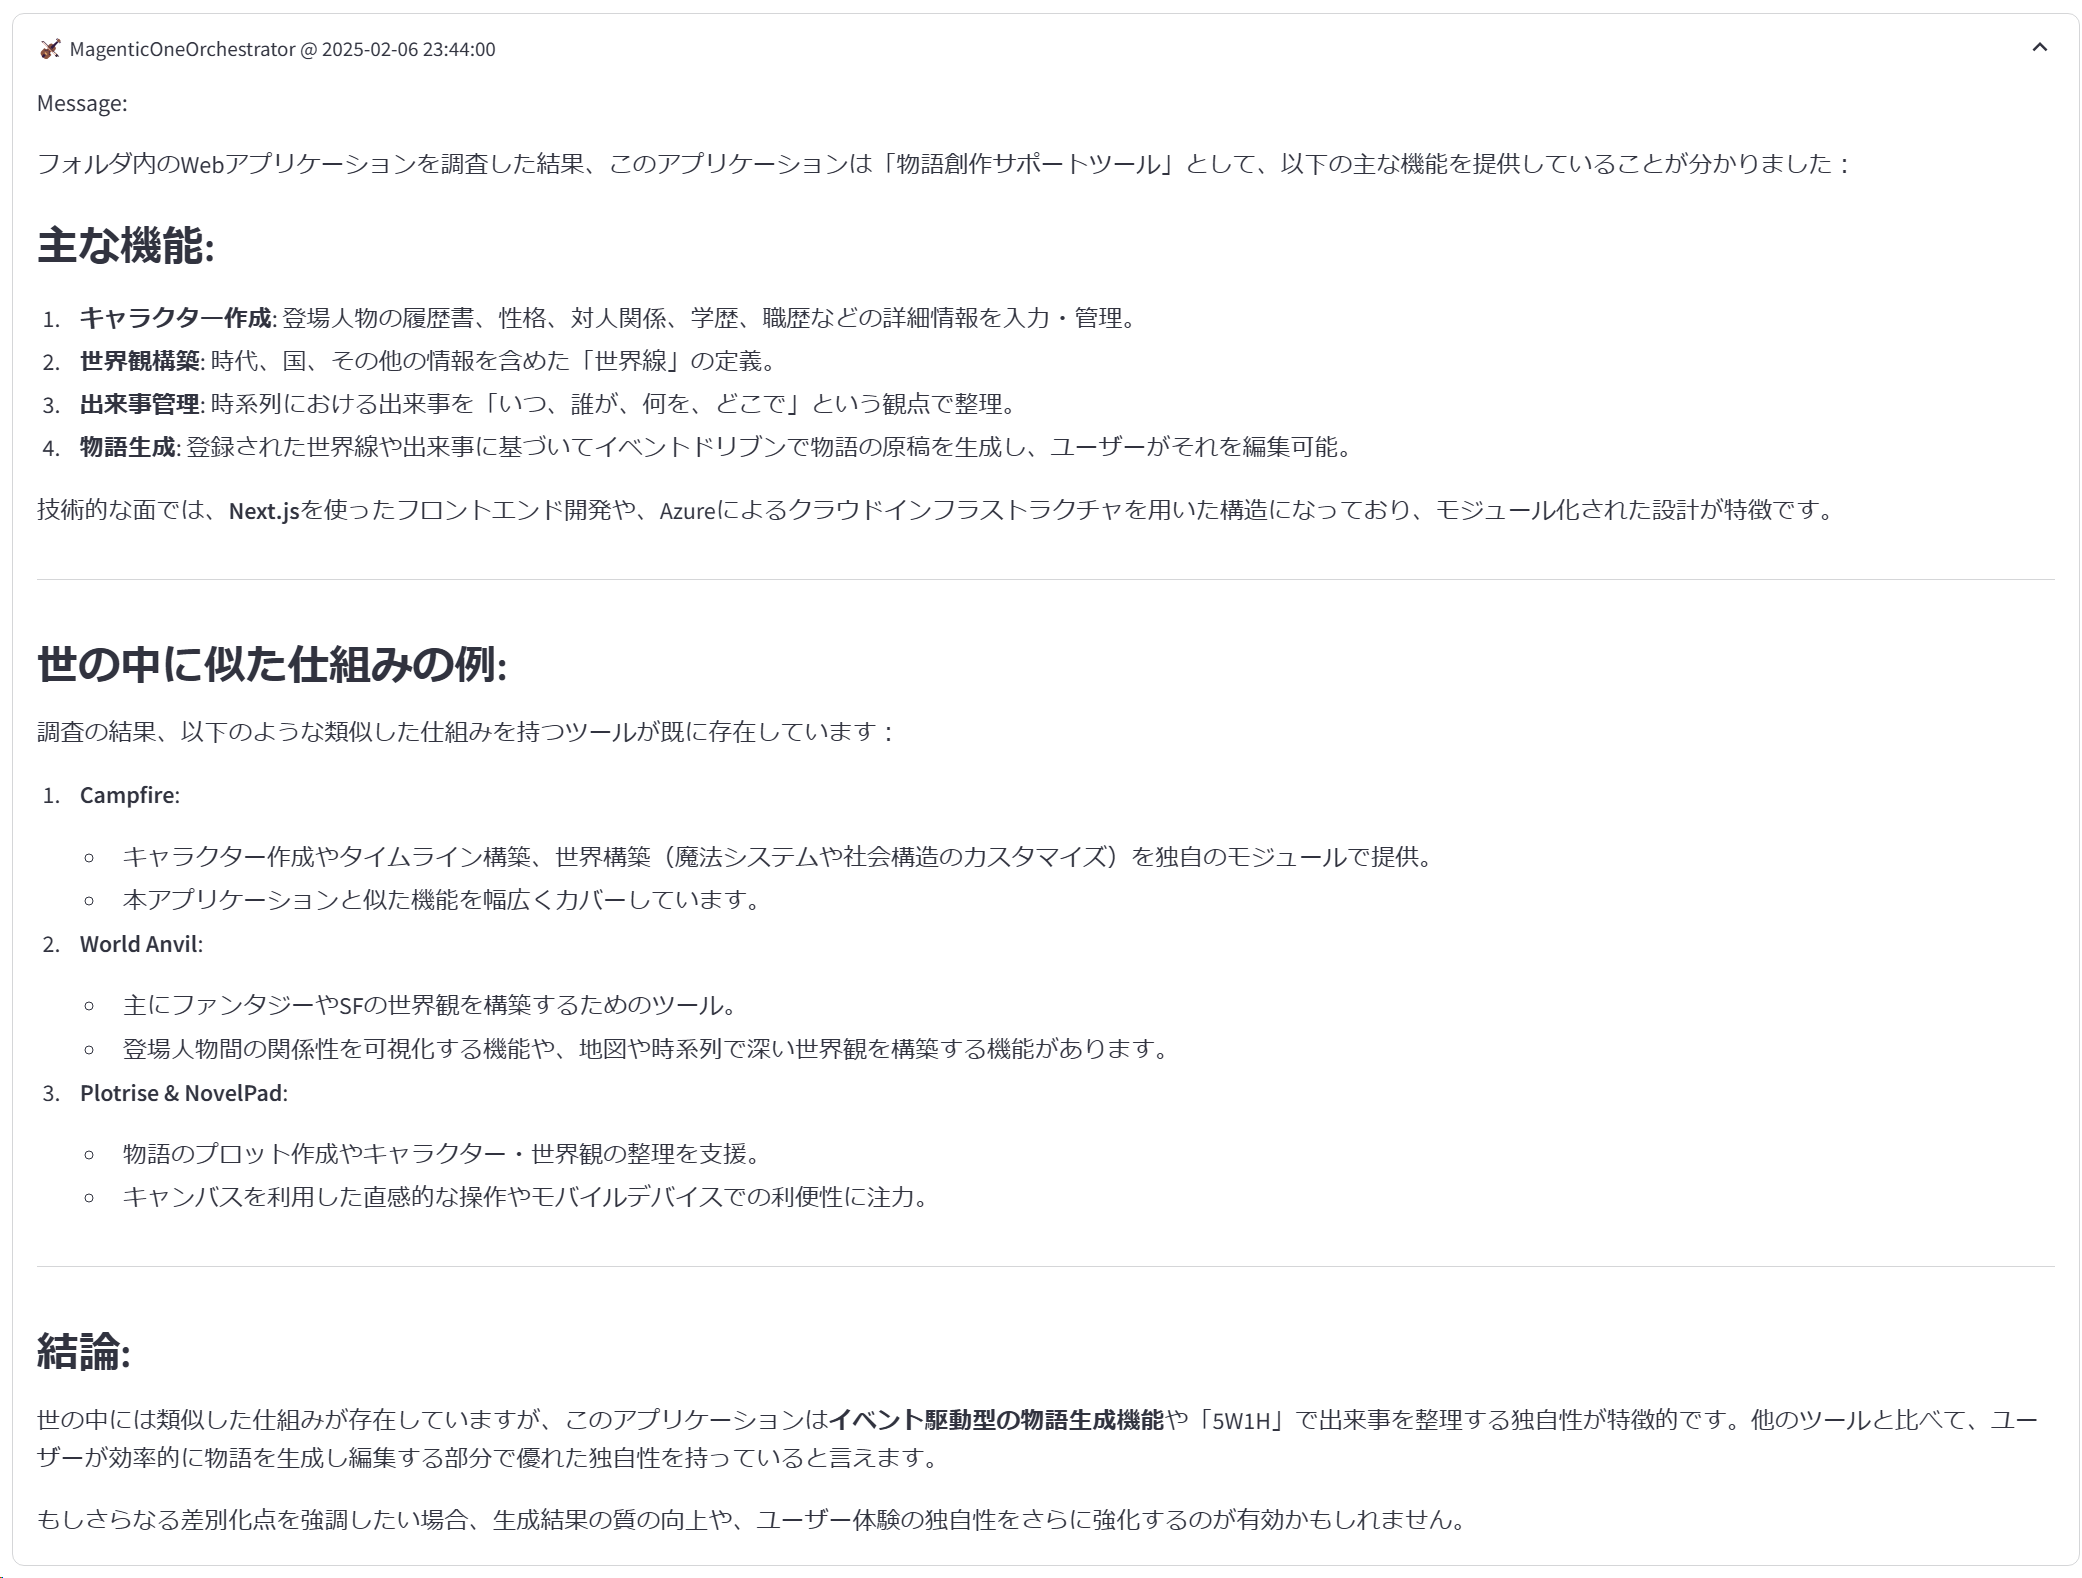 MagenticOneOrchestrator @ 2025-02-06 23:44:00
Message:
フォルダ内のWebアプリケーションを調査した結果、このアプリケーションは「物語創作サポートツール」として、以下の主な機能を提供していることが分かりました：
主な機能:
1. キャラクター作成: 登場人物の履歴書、性格、対人関係、学歴、職歴などの詳細情報を入力・管理。
2. 世界観構築: 時代、国、その他の情報を含めた「世界線」の定義。
3. 出来事管理: 時系列における出来事を「いつ、誰が、何を、どこで」という観点で整理。
4. 物語生成: 登録された世界線や出来事に基づいてイベントドリブンで物語の原稿を生成し、ユーザーがそれを編集可能。
技術的な面では、Next.jsを使ったフロントエンド開発や、Azureによるクラウドインフラストラクチャを用いた構造になっており、モジュール化された設計が特徴です。
世の中に似た仕組みの例:
調査の結果、以下のような類似した仕組みを持つツールが既に存在しています：
1. Campfire:
○ キャラクター作成やタイムライン構築、世界構築（魔法システムや社会構造のカスタマイズ）を独自のモジュールで提供。
○ 本アプリケーションと似た機能を幅広くカバーしています。
2. World Anvil:
○ 主にファンタジーやSFの世界観を構築するためのツール。
○ 登場人物間の関係性を可視化する機能や、地図や時系列で深い世界観を構築する機能があります。
3. Plotrise & NovelPad:
○ 物語のプロット作成やキャラクター・世界観の整理を支援。
○ キャンバスを利用した直感的な操作やモバイルデバイスでの利便性に注力。
結論:
世の中には類似した仕組みが存在していますが、このアプリケーションはイベント駆動型の物語生成機能や「5W1H」で出来事を整理する独自性が特徴的です。他のツールと比べて、ユー
ザーが効率的に物語を生成し編集する部分で優れた独自性を持っていると言えます。
もしさらなる差別化点を強調したい場合、生成結果の質の向上や、ユーザー体験の独自性をさらに強化するのが有効かもしれません。